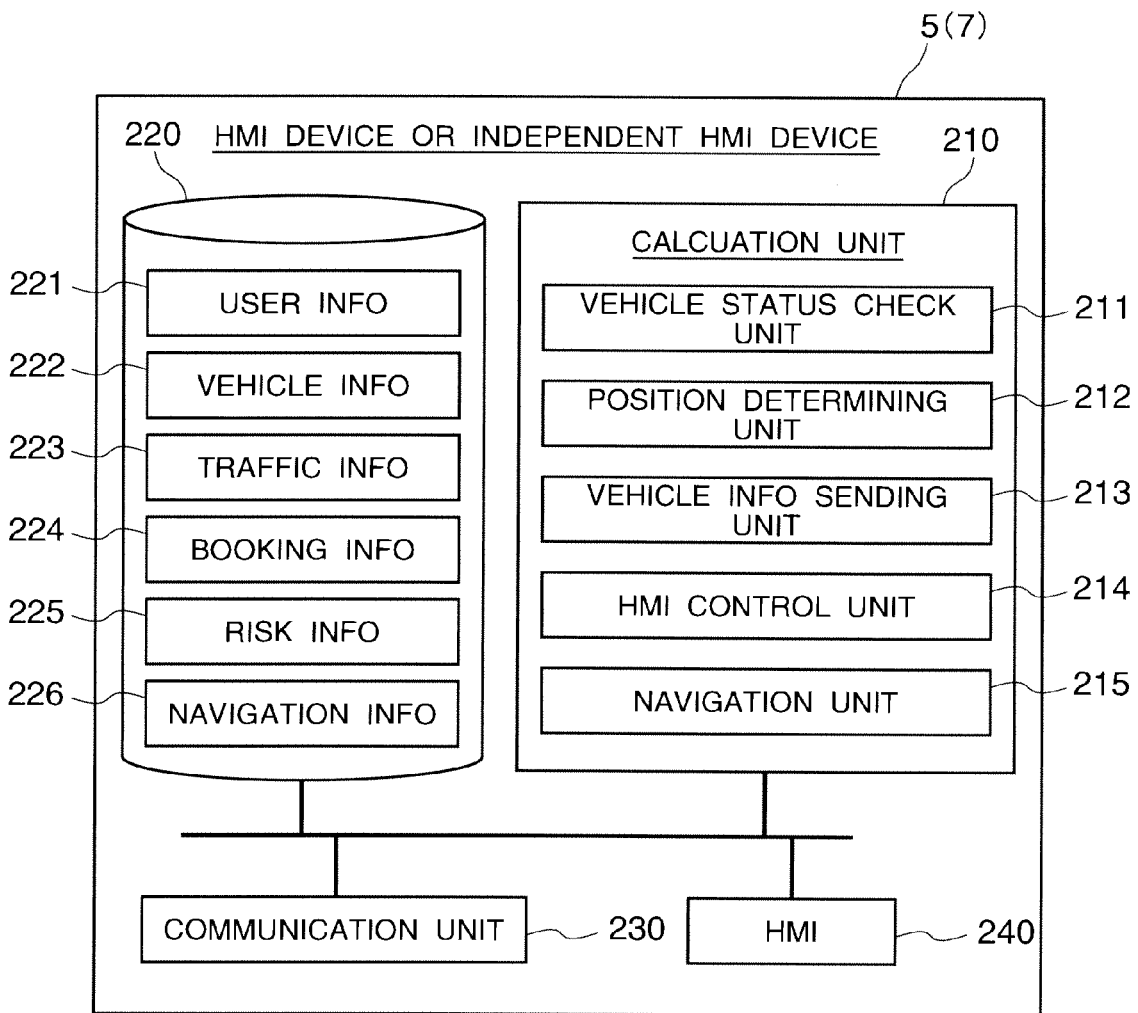 5(7)
HMI DEVICE OR INDEPENDENT HMI DEVICE
220
210
CALCUATION UNIT
221
USER INFO
222
VEHICLE INFO
223
TRAFFIC INFO
224
BOOKING INFO
225
RISK INFO
226
NAVIGATION INFO
VEHICLE STATUS CHECK
UNIT
211
POSITION DETERMINING
UNIT
212
VEHICLE INFO SENDING
UNIT
213
HMI CONTROL UNIT
214
NAVIGATION UNIT
215
COMMUNICATION UNIT
230
HMI
240